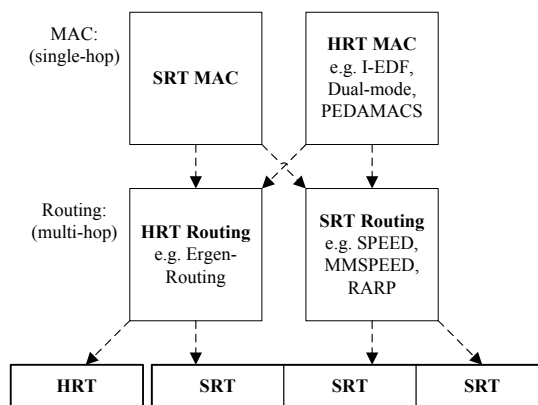 MAC:
(single-hop)
SRT MAC
HRT MAC
e.g. I-EDF,
Dual-mode,
PEDAMACS
Routing:
(multi-hop)
HRT Routing
e.g. Ergen-
Routing
SRT Routing
e.g. SPEED,
MMSPEED,
RARP
HRT
SRT
SRT
SRT